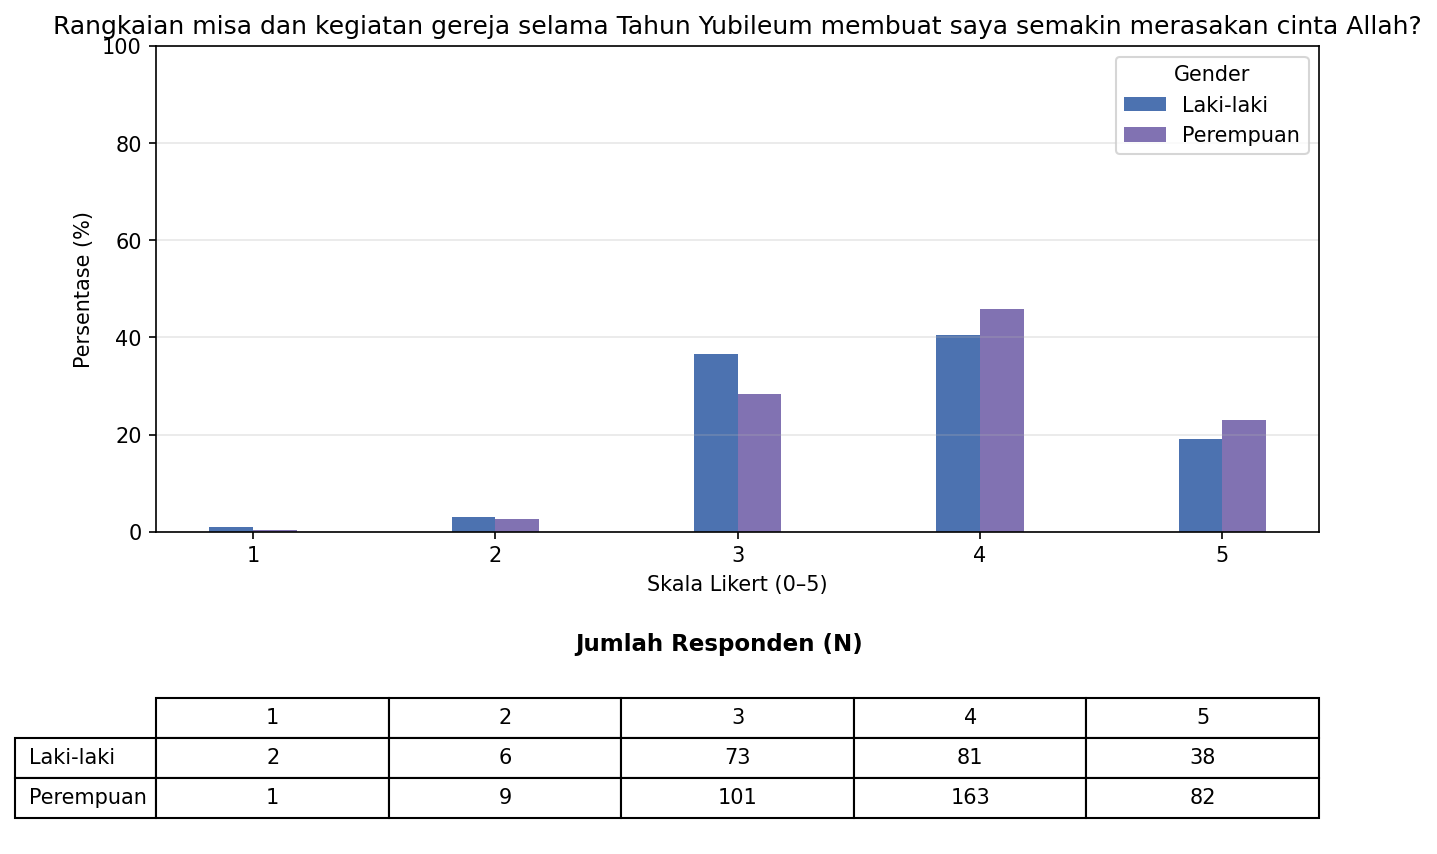 Rangkaian misa dan kegiatan gereja selama Tahun Yubileum membuat saya semakin merasakan cinta Allah?
100
80
60
40
20
0
Persentase (%)
Gender
Laki-laki
Perempuan
1 2 3 4 5
Skala Likert (0–5)
Jumlah Responden (N)
1 2 3 4 5
Laki-laki 2 6 73 81 38
Perempuan 1 9 101 163 82